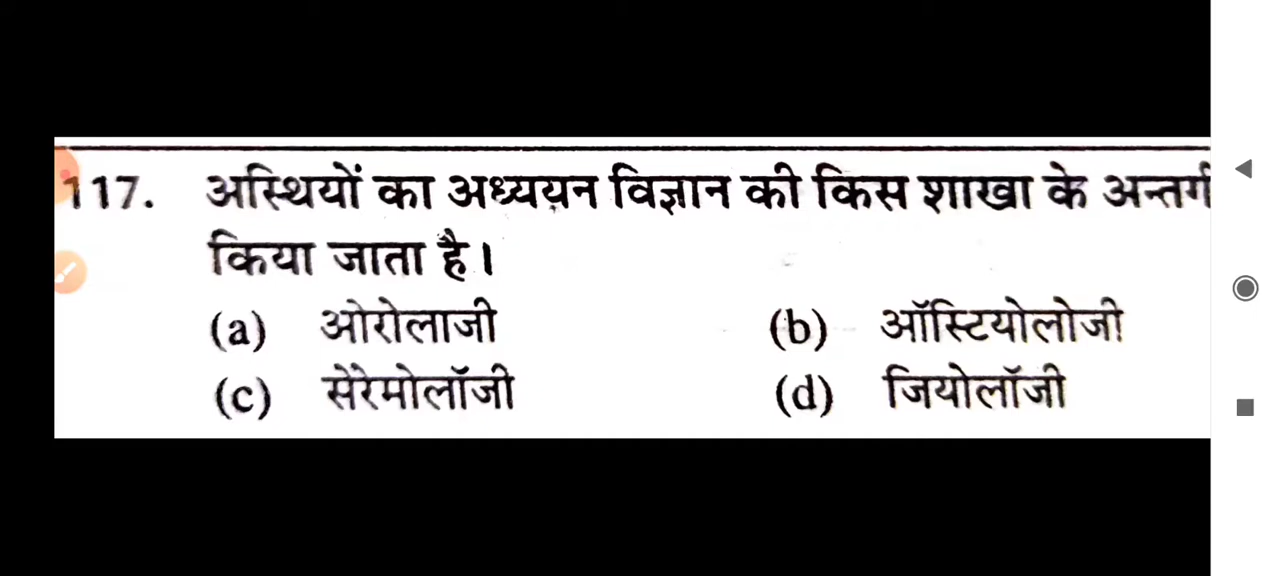 117. अस्थियों का अध्ययन विज्ञान की किस शाखा के अन्तर्ग
किया जाता है।
(a) ओरोलाजी (b) ऑस्टियोलोजी
(c) सेरेमोलॉजी (d) जियोलॉजी